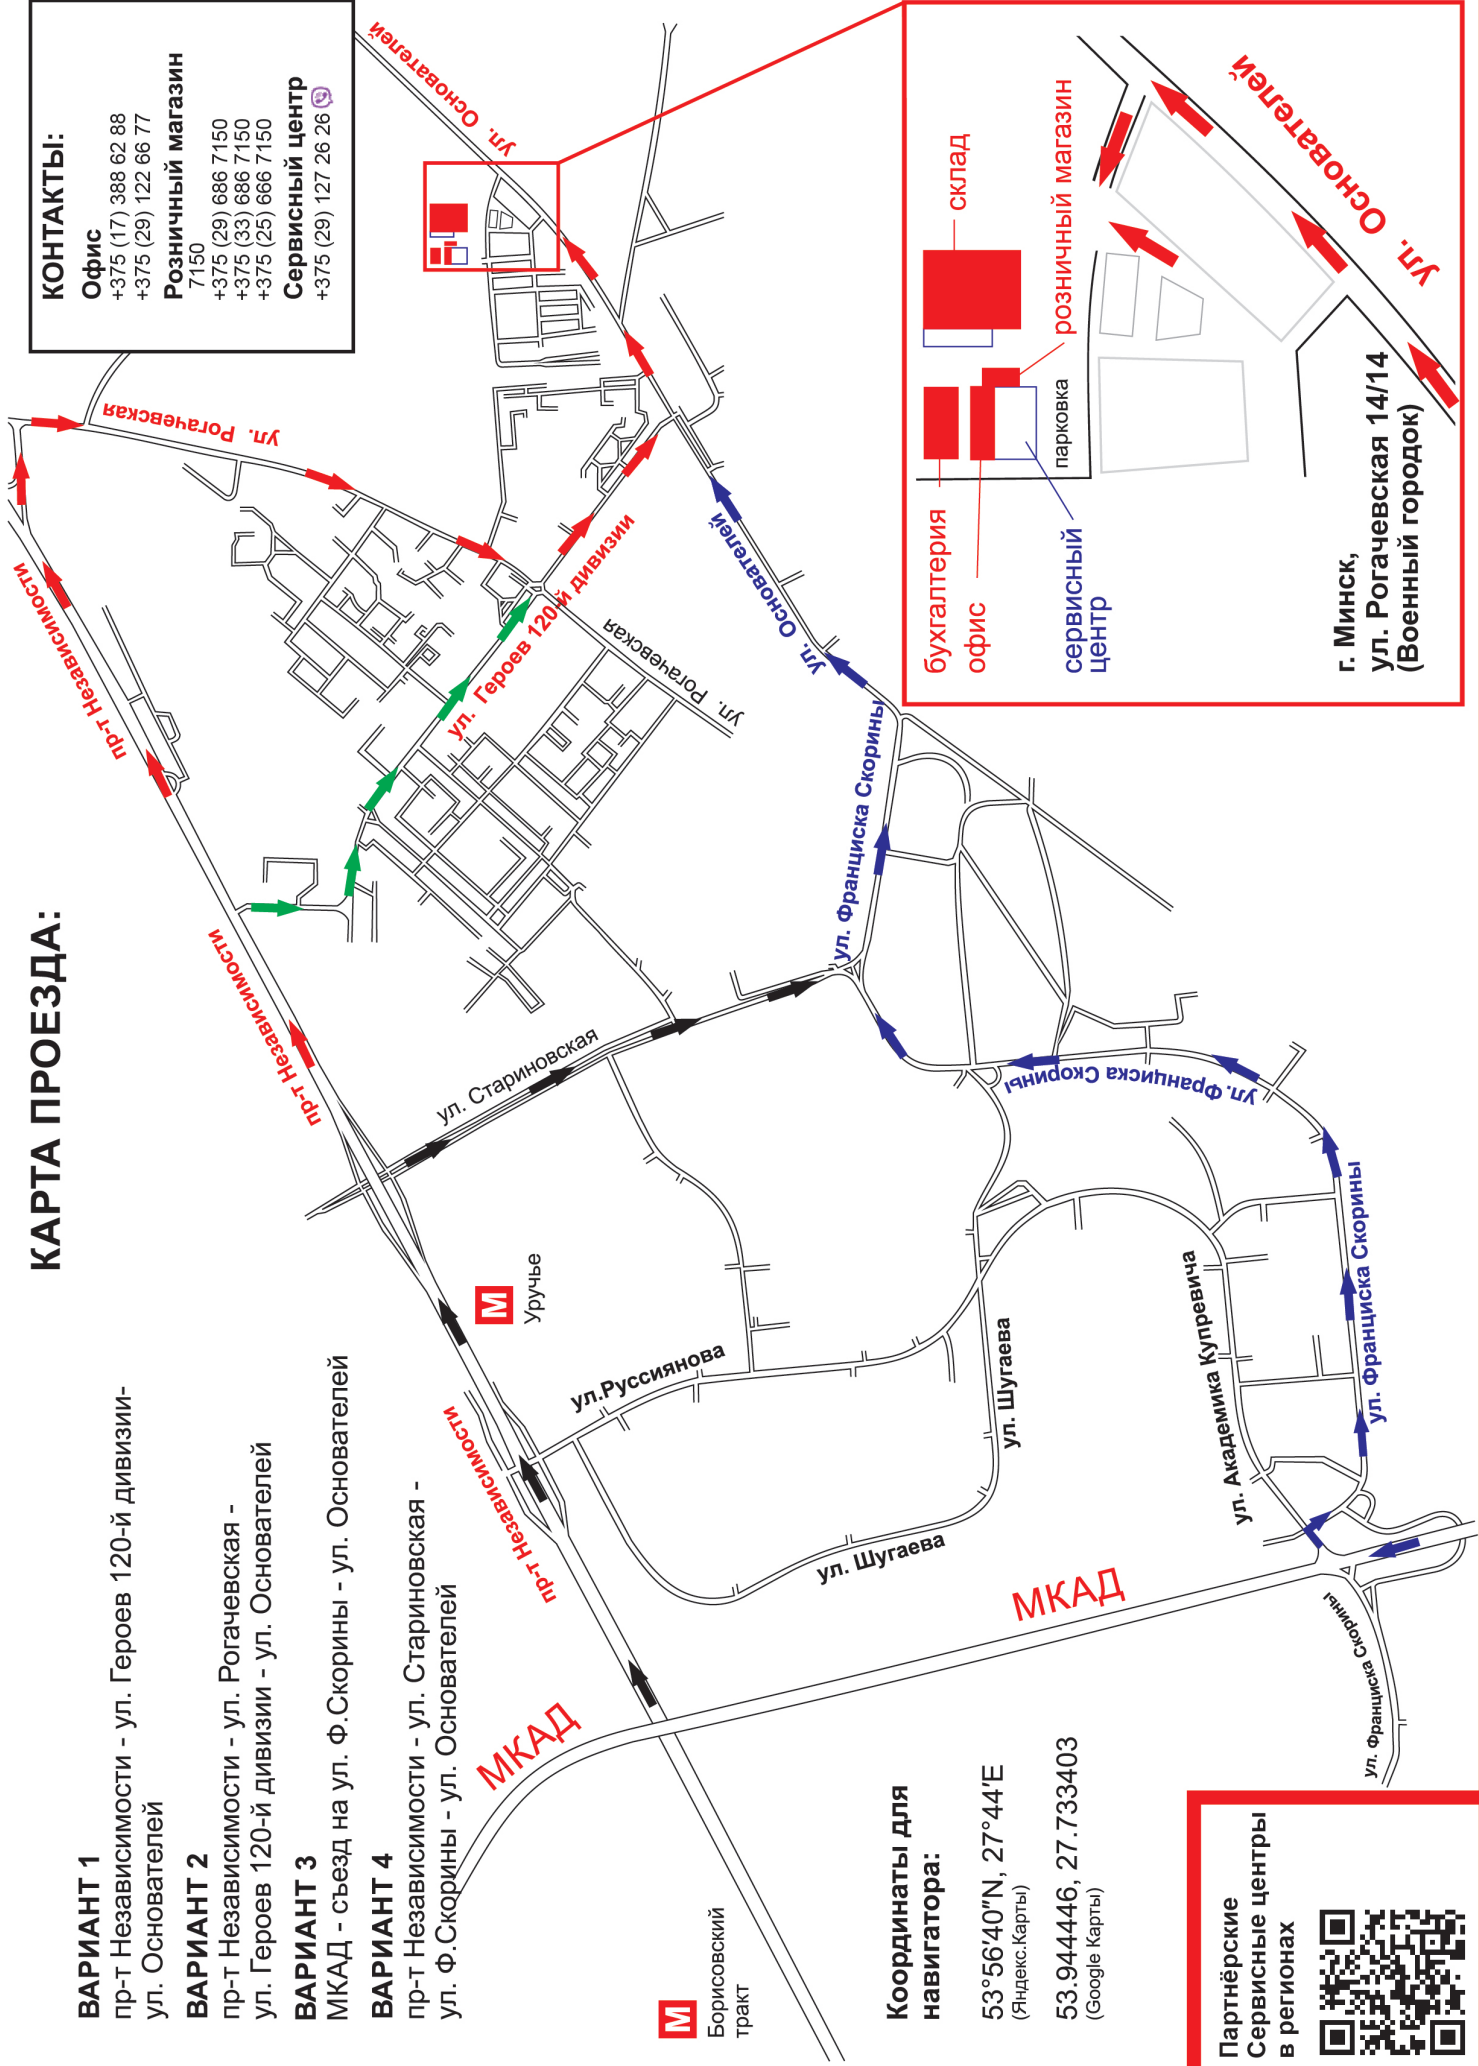 КАРТА ПРОЕЗДА:
ВАРИАНТ 1
пр-т Независимости - ул. Героев 120-й дивизии-
ул. Основателей
ВАРИАНТ 2
пр-т Независимости - ул. Рогачевская -
ул. Героев 120-й дивизии - ул. Основателей
ВАРИАНТ 3
МКАД - съезд на ул. Ф.Скорины - ул. Основателей
ВАРИАНТ 4
пр-т Независимости - ул. Стариновская -
ул. Ф.Скорины - ул. Основателей
КОНТАКТЫ:
Офис
+375 (17) 388 62 88
+375 (29) 122 66 77
Розничный магазин
7150
+375 (29) 686 7150
+375 (33) 686 7150
+375 (25) 666 7150
Сервисный центр
+375 (29) 127 26 26
пр-т Независимости
пр-т Независимости
пр-т Независимости
пр-т Независимости
ул. Рогачевская
ул. Основателей
ул. Героев 120-й дивизии
ул. Рогачевская
ул. Основателей
ул. Стариновская
ул. Франциска Скорины
М
Уручье
ул.Руссиянова
ул. Шугаева
ул. Шугаева
ул. Академика Купревича
ул. Франциска Скорины
ул. Франциска Скорины
МКАД
МКАД
ул. Франциска Скорины
М
Борисовский
тракт
Координаты для
навигатора:
53°56'40"N, 27°44'E
(Яндекс.Карты)
53.944446, 27.733403
(Google Карты)
Партнёрские
Сервисные центры
в регионах
бухгалтерия
офис
сервисный
центр
склад
розничный магазин
парковка
ул. Основателей
г. Минск,
ул. Рогачевская 14/14
(Военный городок)